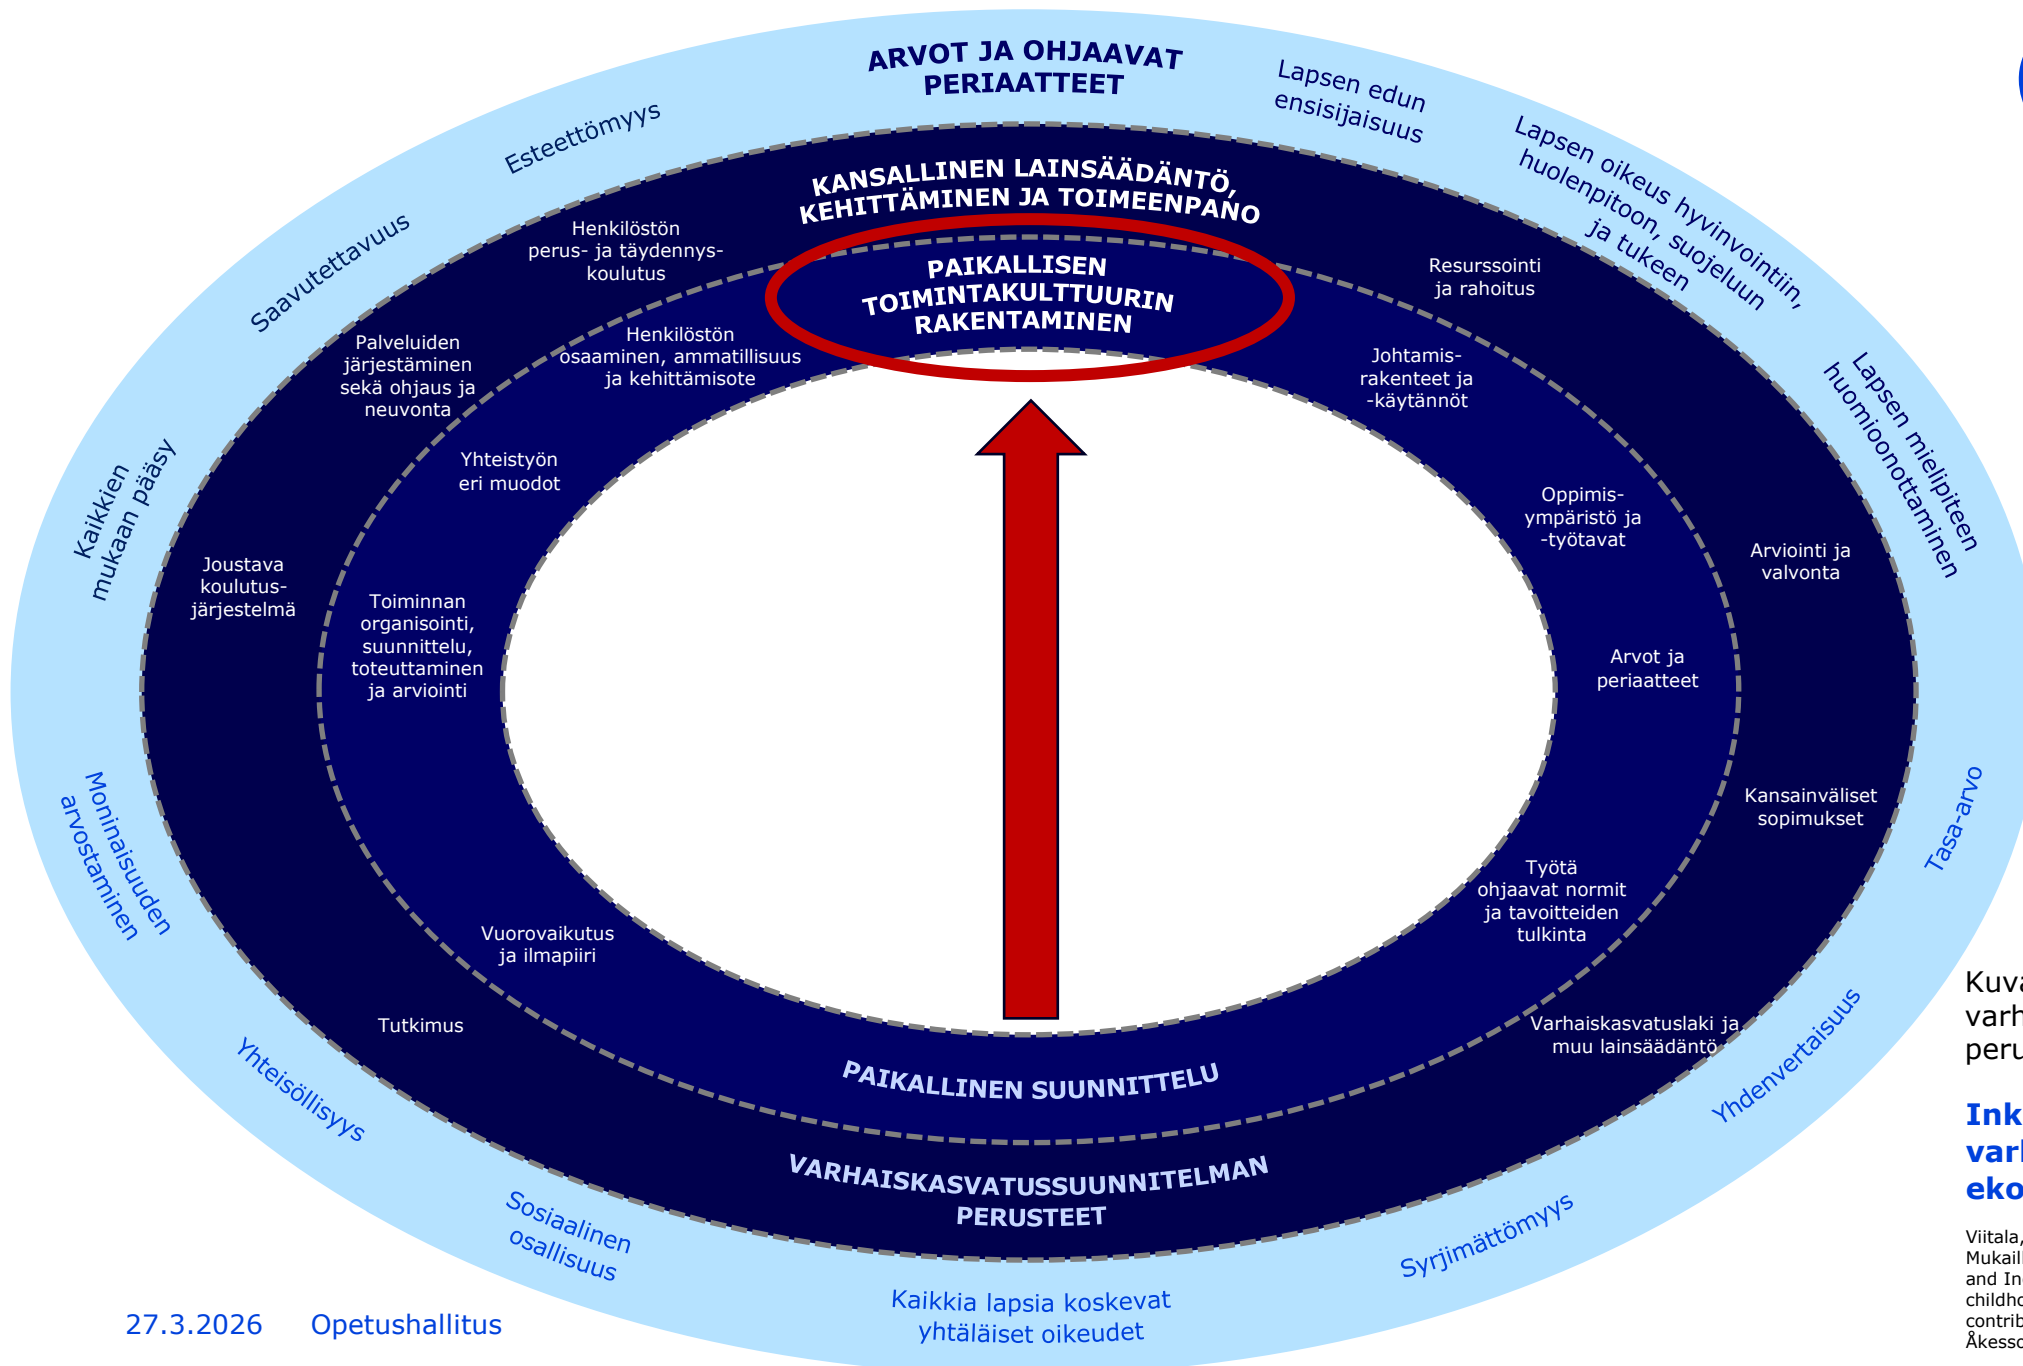 ARVOT JA OHJAAVAT
PERIAATTEET
Lapsen edun
ensisijaisuus
Lapsen oikeus hyvinvointiin,
huolenpitoon, suojeluun
ja tukeen
Lapsen mielipiteen
huomioonottaminen
Tasa-arvo
Yhdenvertaisuus
Syrjimättömyys
Kaikkia lapsia koskevat
yhtäläiset oikeudet
Sosiaalinen
osallisuus
Yhteisöllisyys
Moninaisuuden
arvostaminen
Kaikkien
mukaan pääsy
Saavutettavuus
Esteettömyys
KANSALLINEN LAINSÄÄDÄNTÖ,
KEHITTÄMINEN JA TOIMEENPANO
Resurssointi
ja rahoitus
Arviointi ja
valvonta
Kansainväliset
sopimukset
Varhaiskasvatuslaki ja
muu lainsäädäntö
VARHAISKASVATUSSUUNNITELMAN
PERUSTEET
Tutkimus
Joustava
koulutus-
järjestelmä
Palveluiden
järjestäminen
sekä ohjaus ja
neuvonta
Henkilöstön
perus- ja täydennys-
koulutus
PAIKALLISEN
TOIMINTAKULTTUURIN
RAKENTAMINEN
Johtamis-
rakenteet ja
-käytännöt
Oppimis-
ympäristö ja
-työtavat
Arvot ja
periaatteet
Työtä
ohjaavat normit
ja tavoitteiden
tulkinta
PAIKALLINEN SUUNNITTELU
Vuorovaikutus
ja ilmapiiri
Toiminnan
organisointi,
suunnittelu,
toteuttaminen
ja arviointi
Yhteistyön
eri muodot
Henkilöstön
osaaminen, ammatillisuus
ja kehittämisote
Viitala,
and
27.3.2026 Opetushallitus